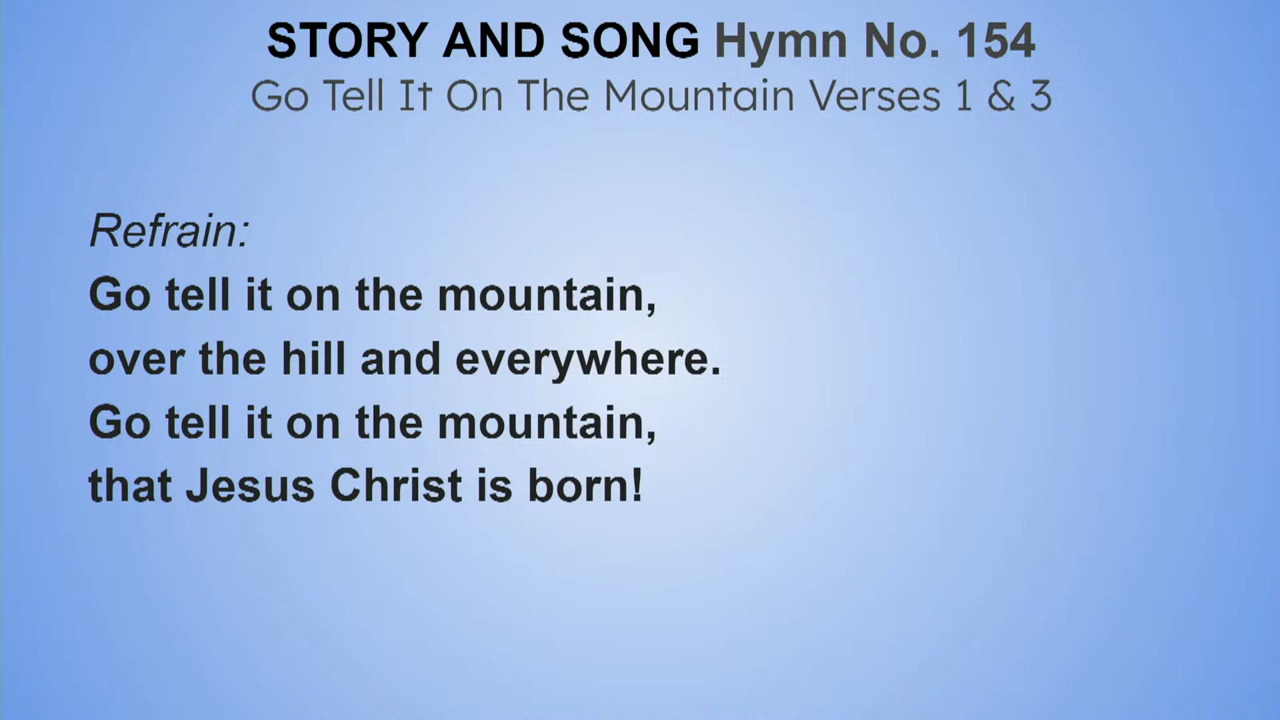 STORY AND SONG Hymn No. 154
Go Tell It On The Mountain Verses 1 & 3
Refrain:
Go tell it on the mountain,
over the hill and everywhere.
Go tell it on the mountain,
that Jesus Christ is born!